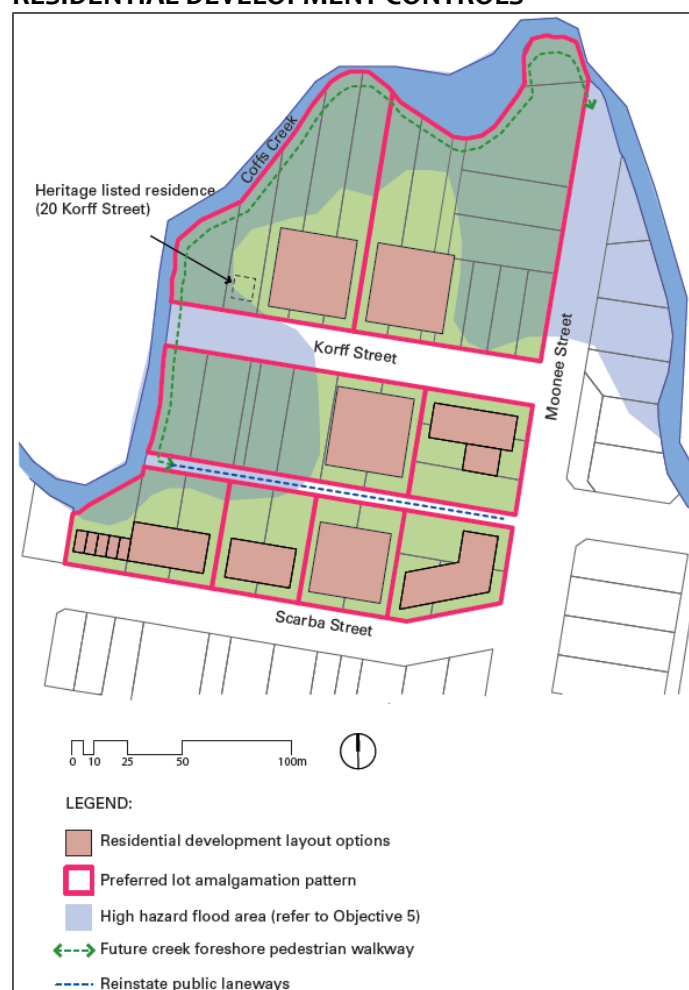 RESIDENTIAL DEVELOPMENT CONTROLS
Coffs Creek
Heritage listed residence
(20 Korff Street)
Korff Street
Moonee Street
Scarba Street
0 10 25 50 100m
LEGEND:
Residential development layout options
Preferred lot amalgamation pattern
High hazard flood area (refer to Objective 5)
Future creek foreshore pedestrian walkway
Reinstate public laneways